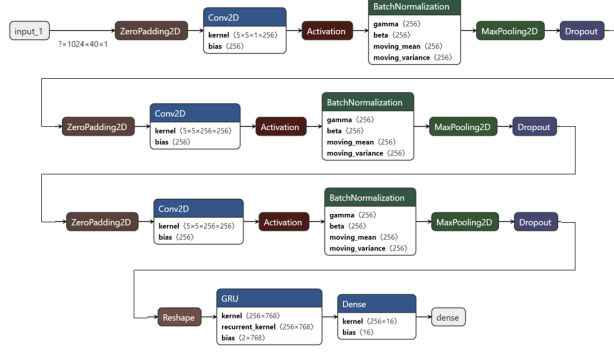 input_1
?×1024×40×1
ZeroPadding2D
Conv2D
kernel ⟨5×5×1×256⟩
bias ⟨256⟩
Activation
BatchNormalization
gamma ⟨256⟩
beta ⟨256⟩
moving_mean ⟨256⟩
moving_variance ⟨256⟩
MaxPooling2D
Dropout
ZeroPadding2D
Conv2D
kernel ⟨5×5×256×256⟩
bias ⟨256⟩
Activation
BatchNormalization
gamma ⟨256⟩
beta ⟨256⟩
moving_mean ⟨256⟩
moving_variance ⟨256⟩
MaxPooling2D
Dropout
ZeroPadding2D
Conv2D
kernel ⟨5×5×256×256⟩
bias ⟨256⟩
Activation
BatchNormalization
gamma ⟨256⟩
beta ⟨256⟩
moving_mean ⟨256⟩
moving_variance ⟨256⟩
MaxPooling2D
Dropout
Reshape
GRU
kernel ⟨256×768⟩
recurrent_kernel ⟨256×768⟩
bias ⟨2×768⟩
Dense
kernel ⟨256×16⟩
bias ⟨16⟩
dense